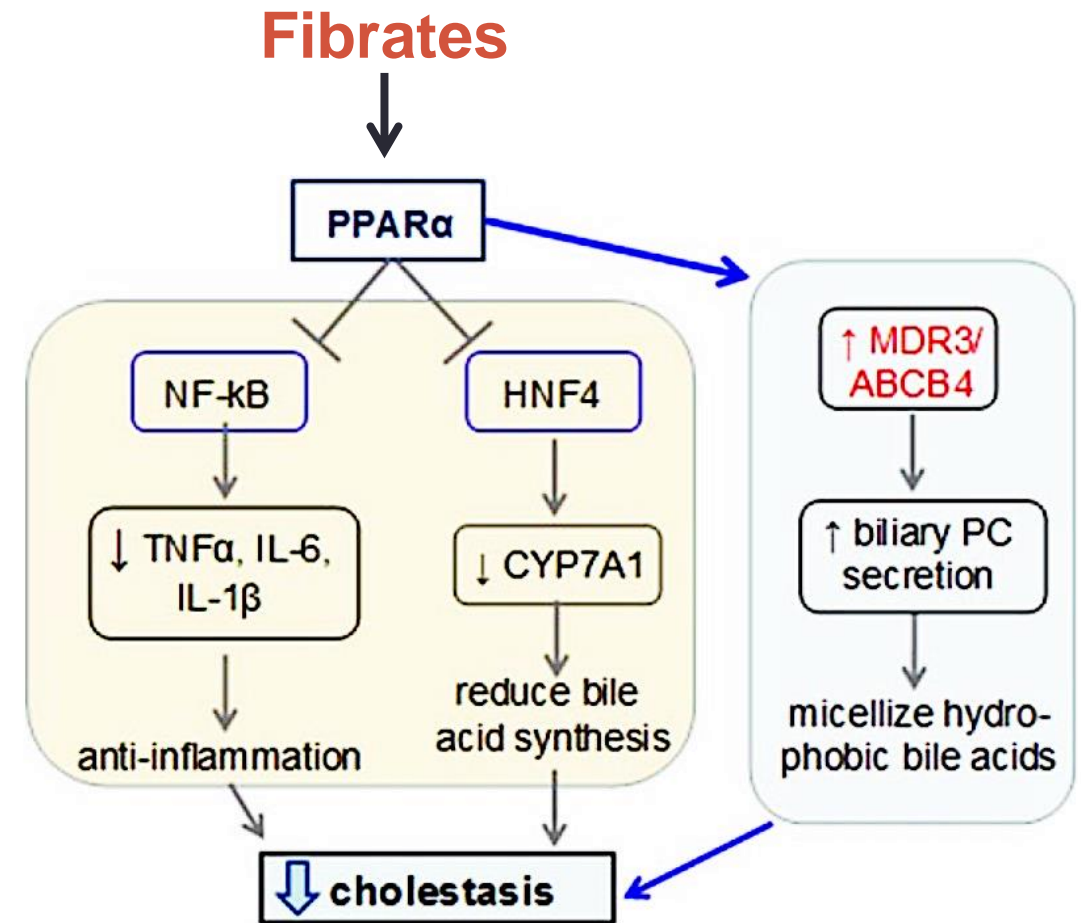 Fibrates
PPARα
NF-kB
HNF4
↑ MDR3/
ABCB4
↓ TNFα, IL-6,
IL-1β
↓ CYP7A1
↑ biliary PC
secretion
anti-inflammation
reduce bile
acid synthesis
micellize hydro-
phobic bile acids
cholestasis